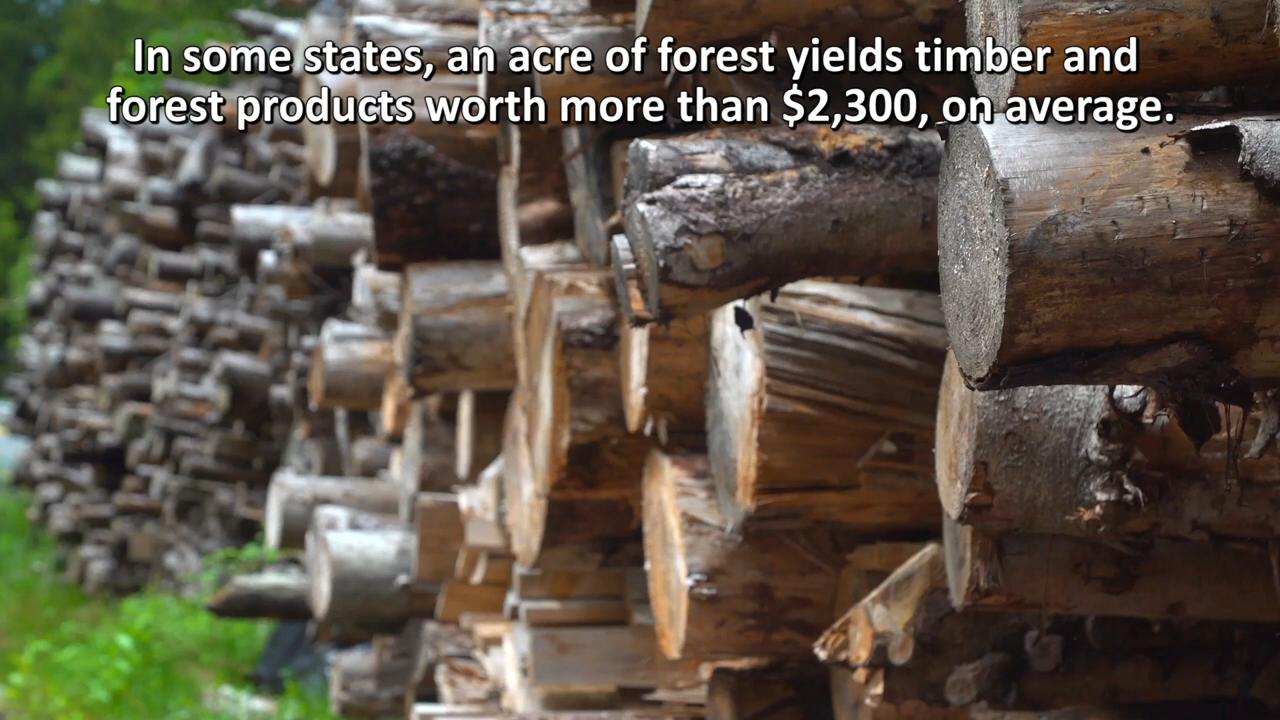 In some states, an acre of forest yields timber and
forest products worth more than $2,300, on average.